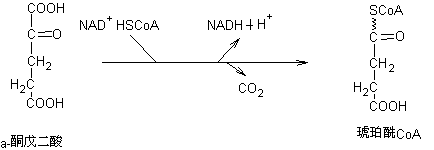 COOH
C=O
CH₂
H₂C
COOH
a-酮戊二酸
NAD⁺ HSCoA
NADH+H⁺
CO₂
SCoA
C=O
CH₂
H₂C
COOH
琥珀酰CoA